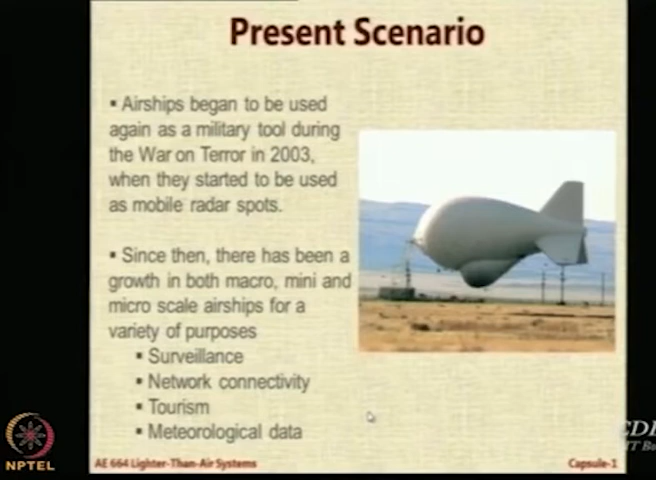 Present Scenario
▪ Airships began to be used
again as a military tool during
the War on Terror in 2003,
when they started to be used
as mobile radar spots.
▪ Since then, there has been a
growth in both macro, mini and
micro scale airships for a
variety of purposes
▪ Surveillance
▪ Network connectivity
▪ Tourism
▪ Meteorological data
NPTEL
AE 664 Lighter-Than-Air Systems
Capsule-1